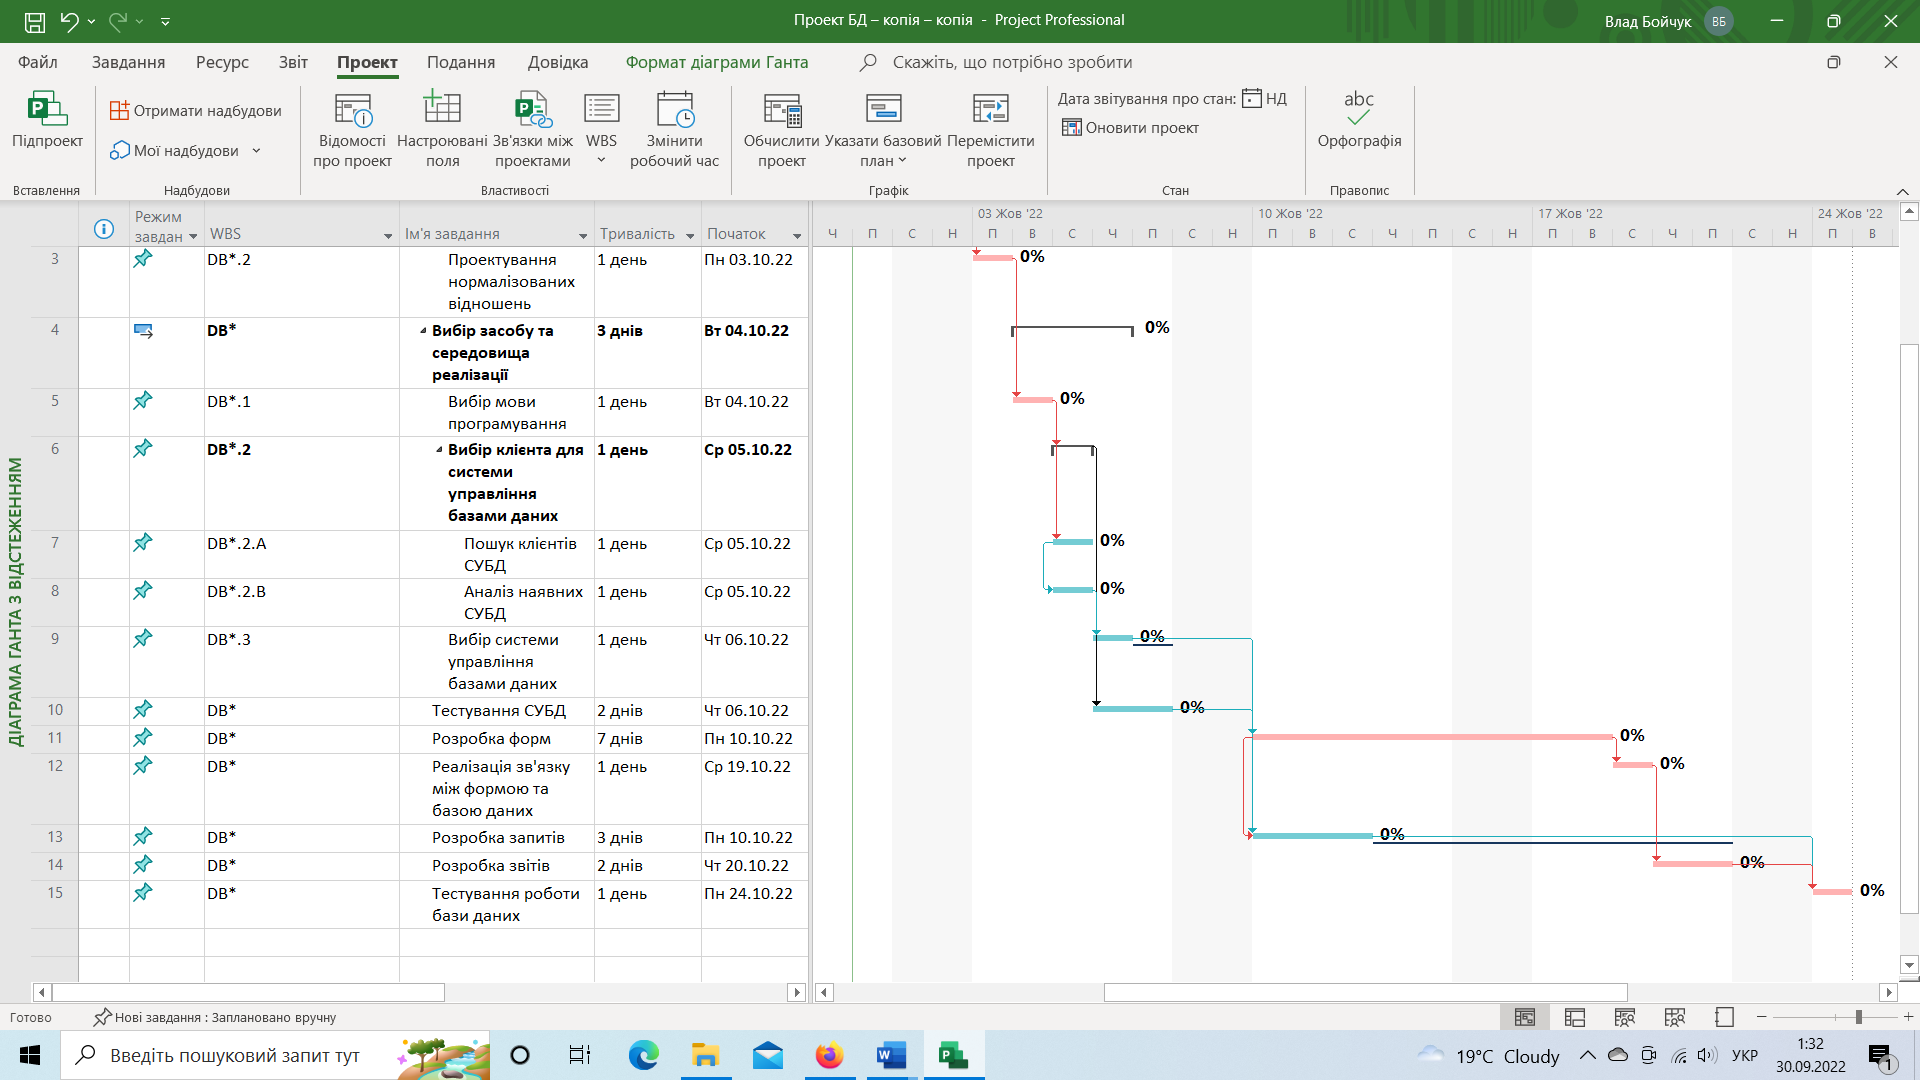 Проект БД – копія – копія - Project Professional
Влад Бойчук ВБ
Файл Завдання Ресурс Звіт Проект Подання Довідка Формат діаграми Ганта Скажіть, що потрібно зробити
Підпроект
Вставлення
Отримати надбудови
Мої надбудови
Надбудови
Відомості про проект
Настроювані поля
Зв'язки між проектами
WBS
Змінити робочий час
Властивості
Обчислити проект
Указати базовий план
Перемістити проект
Графік
Дата звітування про стан: НД
Оновити проект
Стан
abc
Орфографія
Правопис
Режим завдан WBS Ім'я завдання Тривалість Початок
03 Жов '22 10 Жов '22 17 Жов '22 24 Жов '22
Ч П С Н П В С Ч П С Н П В С Ч П С Н П В С Ч П С Н П В
ДІАГРАМА ГАНТА З ВІДСТЕЖЕННЯМ
3 DB*.2 Проектування нормалізованих відношень 1 день Пн 03.10.22 0%
4 DB* Вибір засобу та середовища реалізації 3 днів Вт 04.10.22 0%
5 DB*.1 Вибір мови програмування 1 день Вт 04.10.22 0%
6 DB*.2 Вибір клієнта для системи управління базами даних 1 день Ср 05.10.22
7 DB*.2.A Пошук клієнтів СУБД 1 день Ср 05.10.22 0%
8 DB*.2.B Аналіз наявних СУБД 1 день Ср 05.10.22 0%
9 DB*.3 Вибір системи управління базами даних 1 день Чт 06.10.22 0%
10 DB* Тестування СУБД 2 днів Чт 06.10.22 0%
11 DB* Розробка форм 7 днів Пн 10.10.22 0%
12 DB* Реалізація зв'язку між формою та базою даних 1 день Ср 19.10.22 0%
13 DB* Розробка запитів 3 днів Пн 10.10.22 0%
14 DB* Розробка звітів 2 днів Чт 20.10.22 0%
15 DB* Тестування роботи бази даних 1 день Пн 24.10.22 0%
Готово Нові завдання : Заплановано вручну
Введіть пошуковий запит тут
19°C Cloudy
УКР
1:32
30.09.2022
1